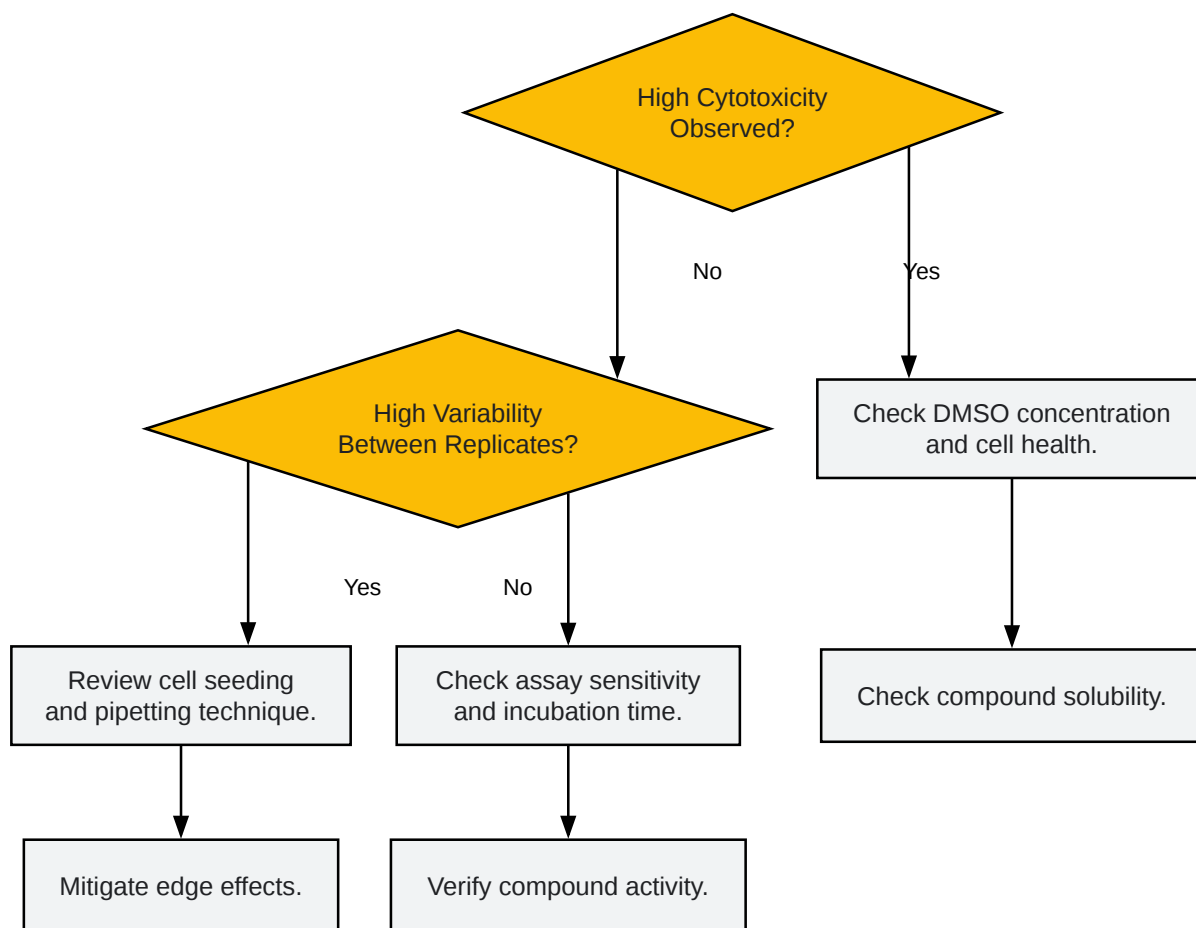 High Cytotoxicity
Observed?
No
Yes
High Variability
Between Replicates?
Check DMSO concentration
and cell health.
Yes
No
Review cell seeding
and pipetting technique.
Check assay sensitivity
and incubation time.
Check compound solubility.
Mitigate edge effects.
Verify compound activity.